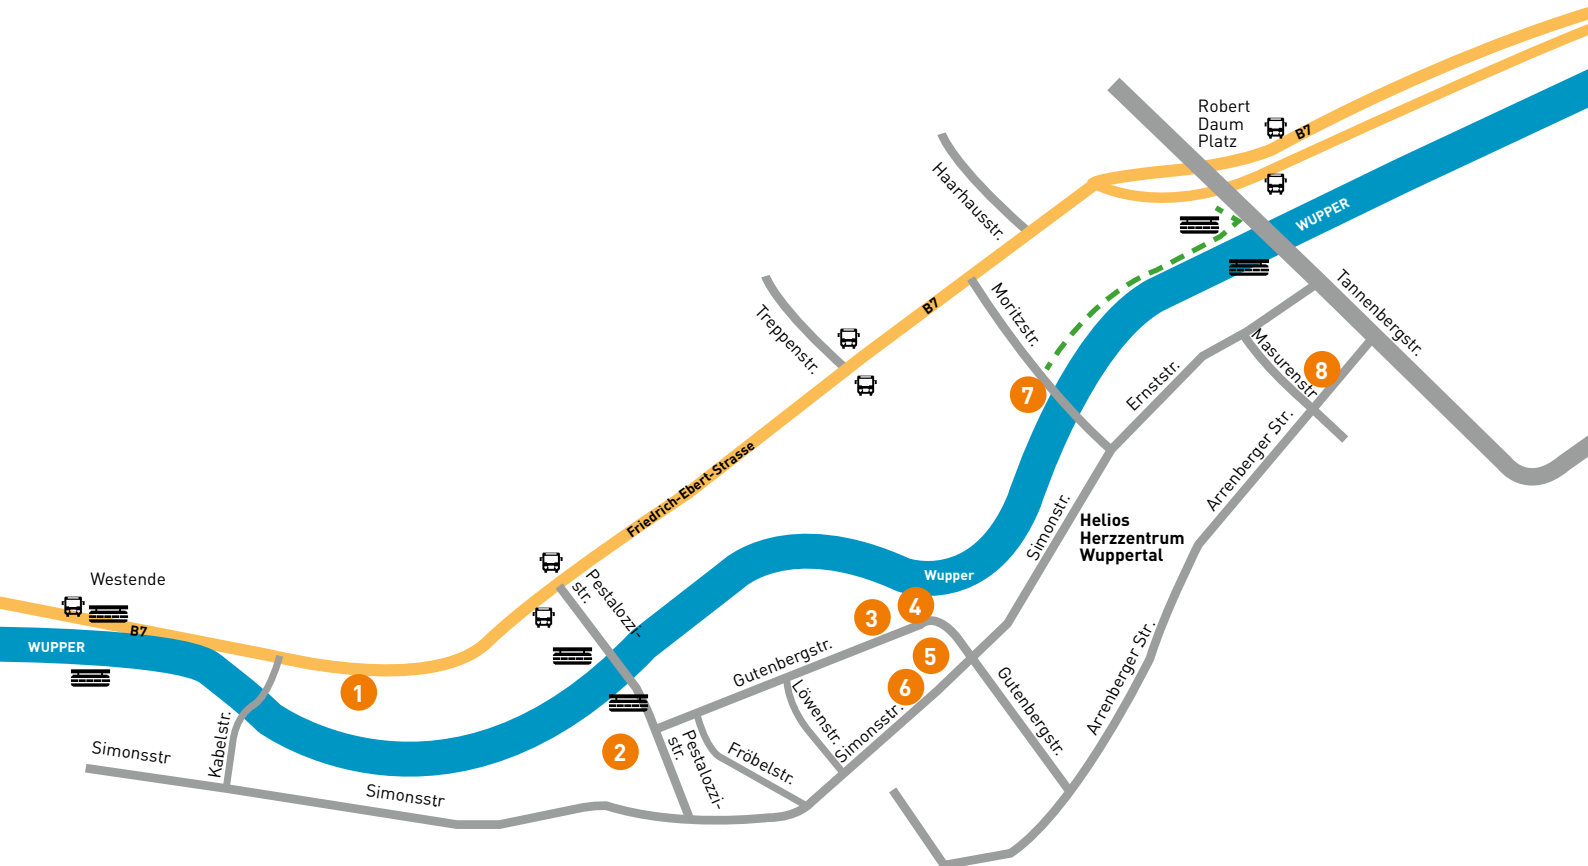 Robert
Daum
Platz
B7
WUPPER
Haarhausstr.
Tannenbergstr.
Moritzstr.
B7
Treppenstr.
Masurenstr
8
7
Ernststr.
Arrenberger Str.
Friedrich-Ebert-Strasse
Simonstr.
Helios
Herzzentrum
Wuppertal
Westende
Pestalozzi-
str.
Wupper
4
3
B7
WUPPER
5
Gutenbergstr.
6
1
Arrenberger Str.
Gutenbergstr.
Löwenstr.
Simonsstr.
Kabelstr.
Simonsstr
2
Pestalozzi-
str.
Fröbelstr.
Simonsstr